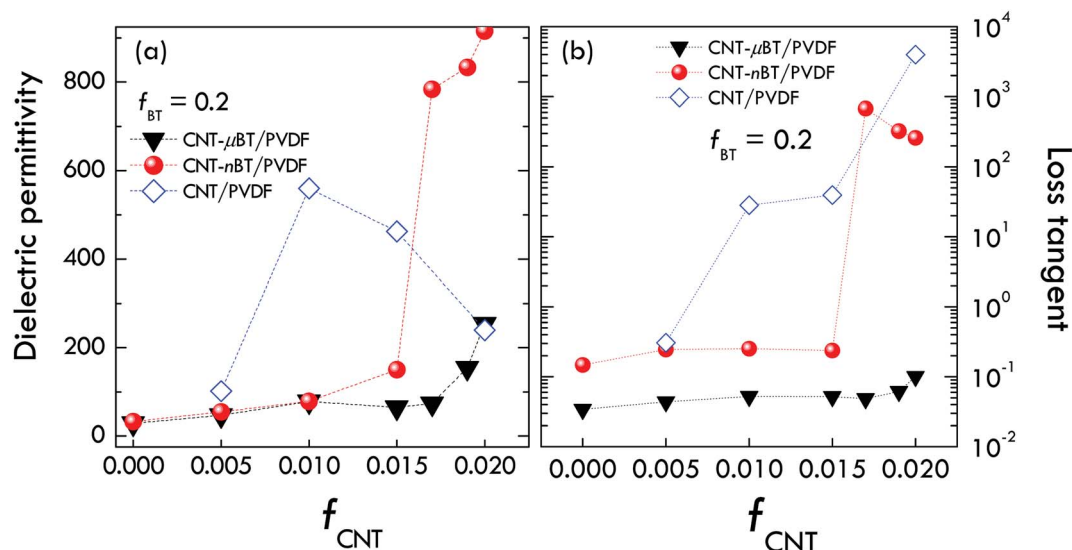 (a)
f_BT = 0.2
CNT-μBT/PVDF
CNT-nBT/PVDF
CNT/PVDF
Dielectric permittivity
800
600
400
200
0
0.000 0.005 0.010 0.015 0.020
f_CNT
(b)
CNT-μBT/PVDF
CNT-nBT/PVDF
CNT/PVDF
f_BT = 0.2
Loss tangent
10^4
10^3
10^2
10^1
10^0
10^-1
10^-2
0.000 0.005 0.010 0.015 0.020
f_CNT